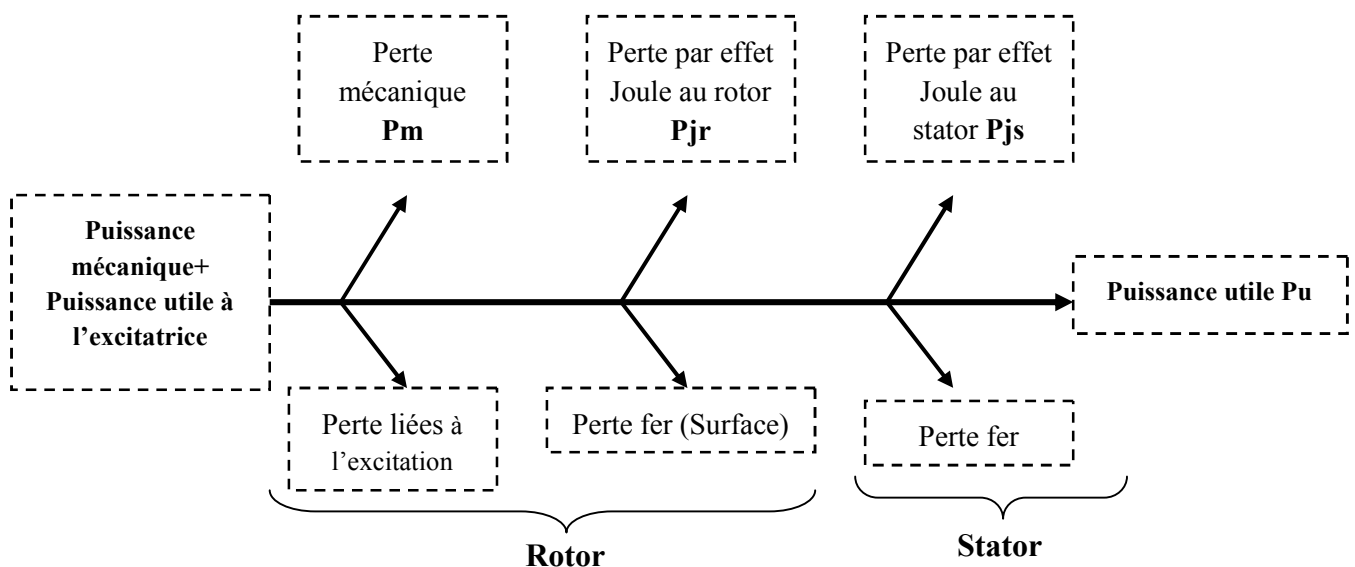 Perte
mécanique
Pm
Perte par effet
Joule au rotor
Pjr
Perte par effet
Joule au
stator Pjs
Puissance
mécanique+
Puissance utile à
l’excitatrice
Puissance utile Pu
Perte liées à
l’excitation
Perte fer (Surface)
Perte fer
Rotor
Stator